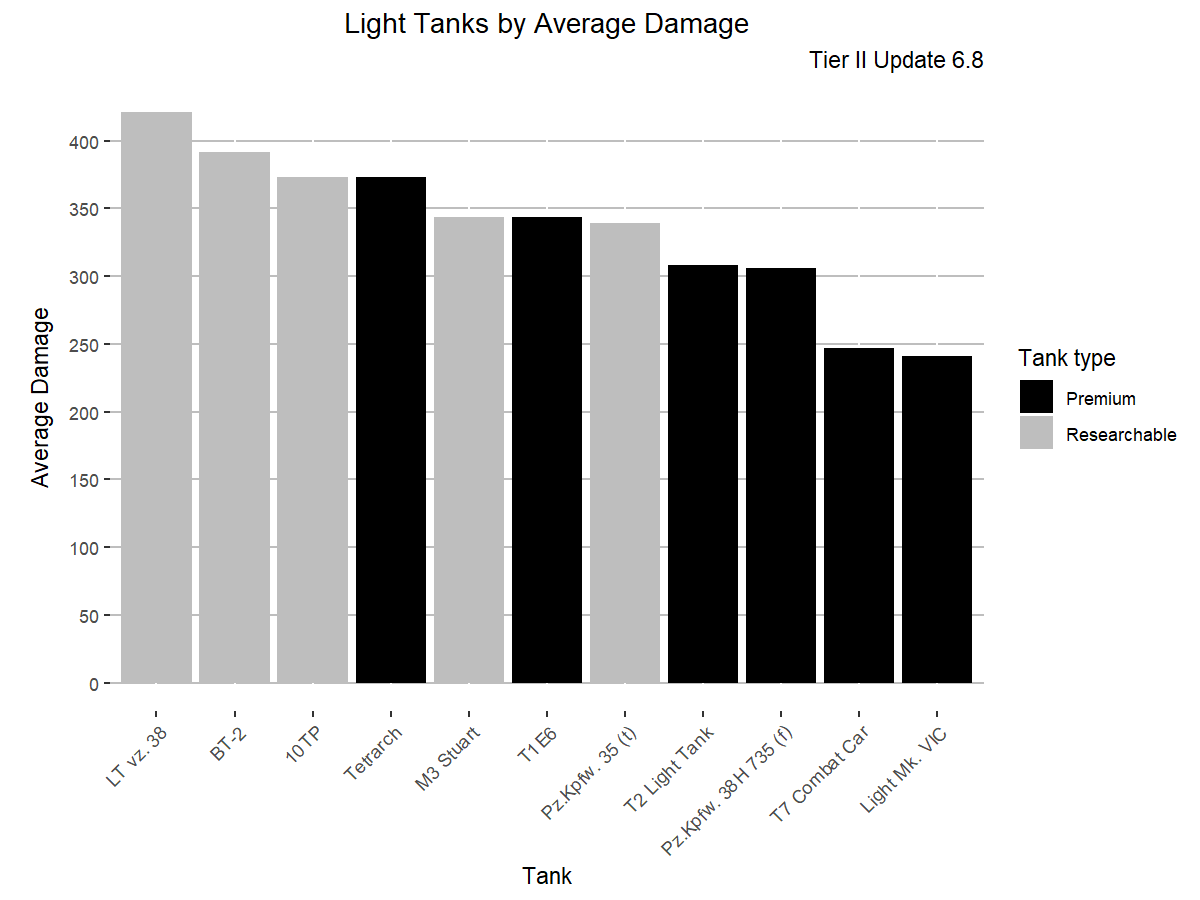 Light Tanks by Average Damage
Tier II Update 6.8
Average Damage
400
350
300
250
200
150
100
50
0
LT vz. 38
BT-2
10TP
Tetrarch
M3 Stuart
T1E6
Pz.Kpfw. 35 (t)
T2 Light Tank
Pz.Kpfw. 38H 735 (f)
T7 Combat Car
Light Mk. VIC
Tank
Tank type
Premium
Researchable